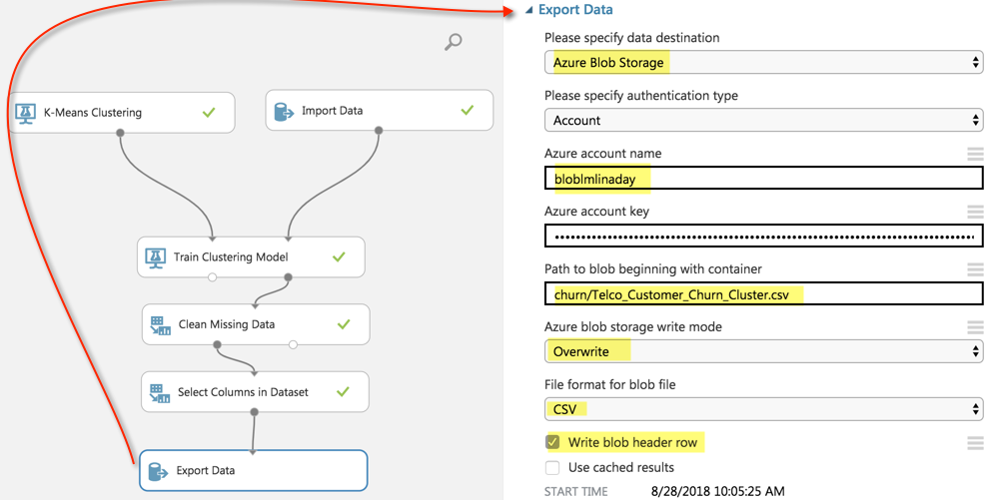 K-Means Clustering
Import Data
Train Clustering Model
Clean Missing Data
Select Columns in Dataset
Export Data
Export Data
Please specify data destination
Azure Blob Storage
Please specify authentication type
Account
Azure account name
bloblmlinaday
Azure account key
Path to blob beginning with container
churn/Telco_Customer_Churn_Cluster.csv
Azure blob storage write mode
Overwrite
File format for blob file
CSV
Write blob header row
Use cached results
START TIME 8/28/2018 10:05:25 AM